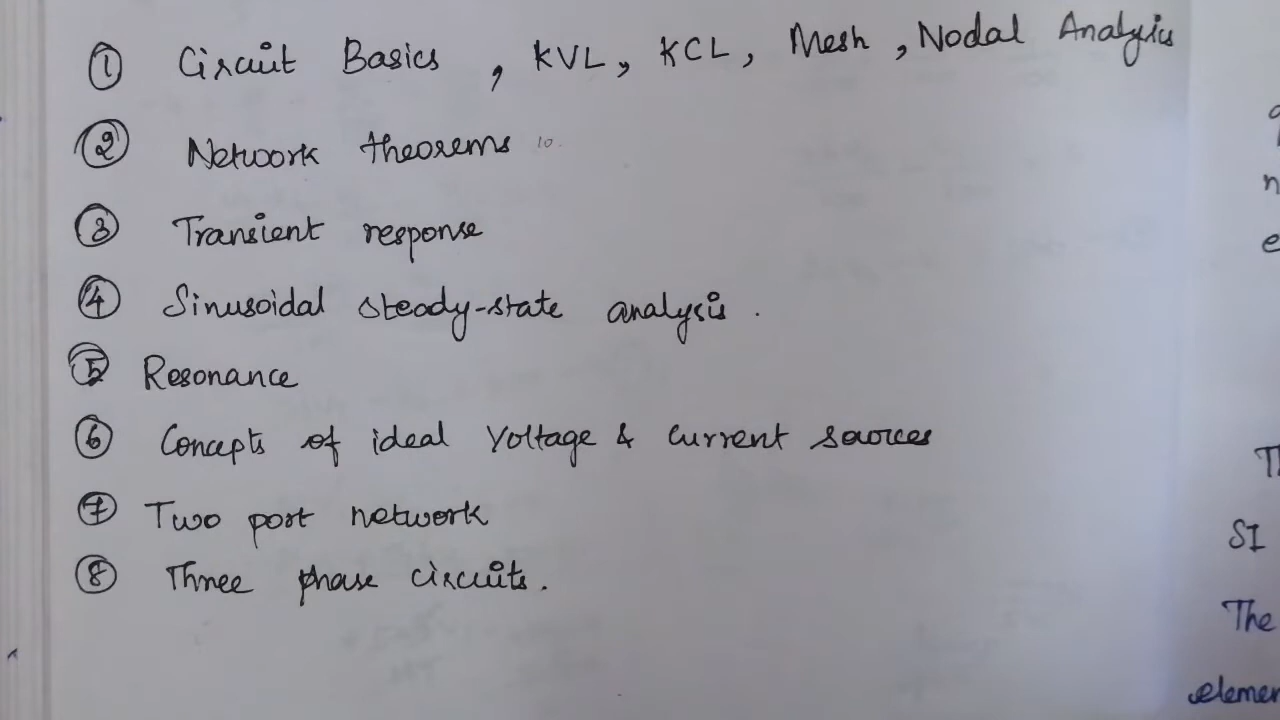 ① Circuit Basics, KVL, KCL, Mesh, Nodal Analysis
② Network theorems 10.
③ Transient response
④ Sinusoidal steady-state analysis.
⑤ Resonance
⑥ Concepts of ideal Voltage & Current sources
⑦ Two port network
⑧ Three phase circuits.
SI
The